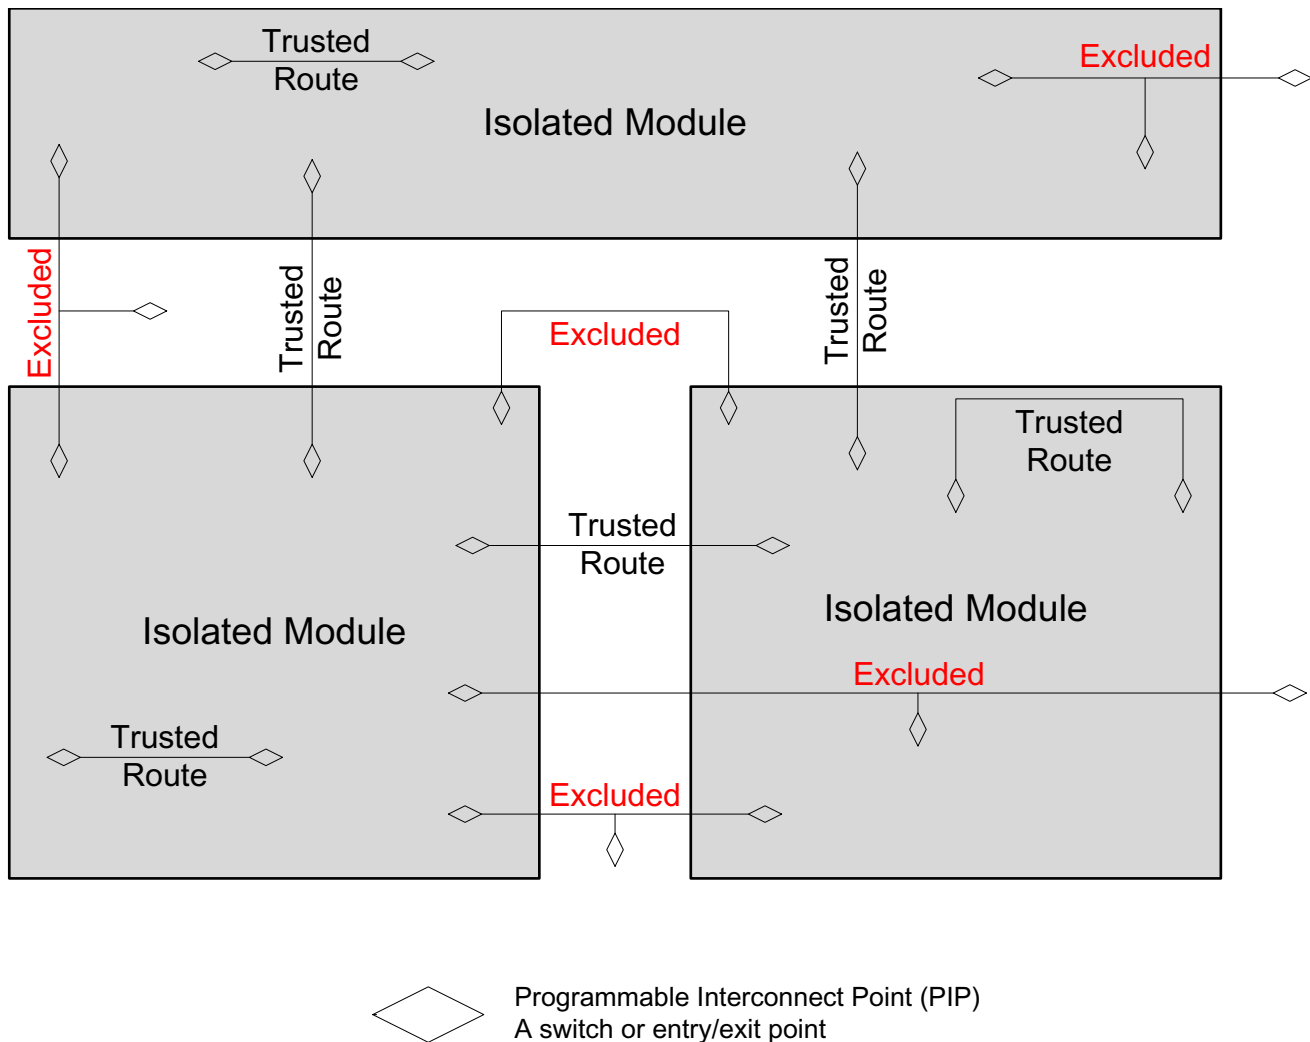 Trusted
Route
Excluded
Isolated Module
Excluded
Trusted
Route
Excluded
Trusted
Route
Trusted
Route
Trusted
Route
Isolated Module
Isolated Module
Excluded
Trusted
Route
Excluded
Programmable Interconnect Point (PIP)
A switch or entry/exit point